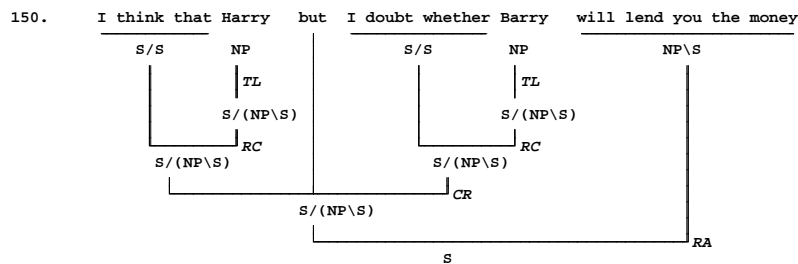 150. I think that Harry but I doubt whether Barry will lend you the money
S/S NP S/S NP NP\S
TL TL
S/(NP\S) S/(NP\S)
RC RC
S/(NP\S) S/(NP\S)
CR
S/(NP\S)
RA
S